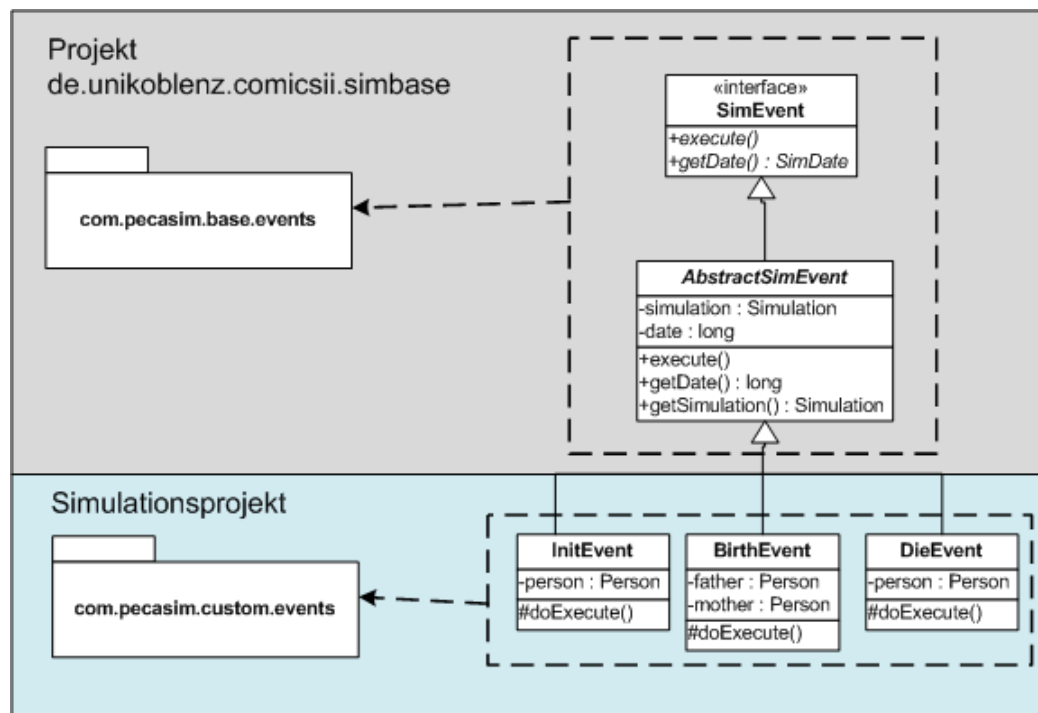 Projekt
de.unikoblenz.comicsii.simbase
com.pecasim.base.events
«interface»
SimEvent
+execute()
+getDate() : SimDate
AbstractSimEvent
-simulation : Simulation
-date : long
+execute()
+getDate() : long
+getSimulation() : Simulation
Simulationsprojekt
com.pecasim.custom.events
InitEvent
-person : Person
#doExecute()
BirthEvent
-father : Person
-mother : Person
#doExecute()
DieEvent
-person : Person
#doExecute()